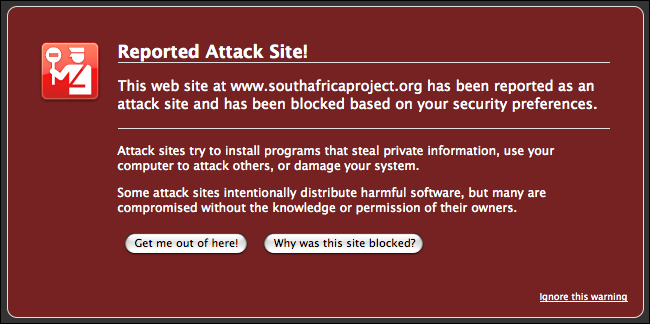 Reported Attack Site!
This web site at www.southafricaproject.org has been reported as an
attack site and has been blocked based on your security preferences.
Attack sites try to install programs that steal private information, use your
computer to attack others, or damage your system.
Some attack sites intentionally distribute harmful software, but many are
compromised without the knowledge or permission of their owners.
Get me out of here!
Why was this site blocked?
Ignore this warning